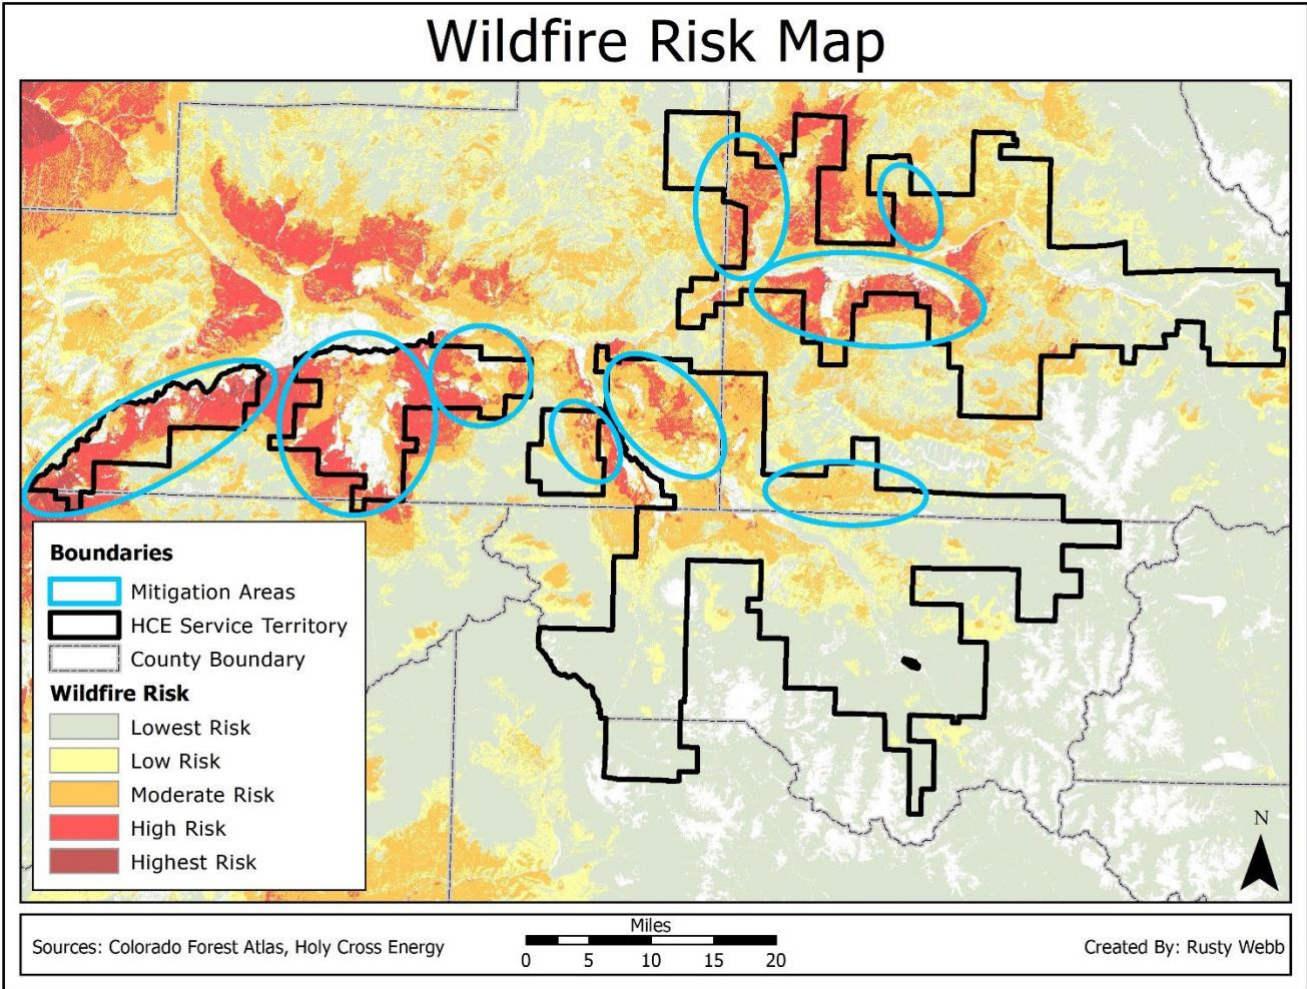 Wildfire Risk Map
Boundaries
Mitigation Areas
HCE Service Territory
County Boundary
Wildfire Risk
Lowest Risk
Low Risk
Moderate Risk
High Risk
Highest Risk
N
Sources: Colorado Forest Atlas, Holy Cross Energy
Miles
0 5 10 15 20
Created By: Rusty Webb